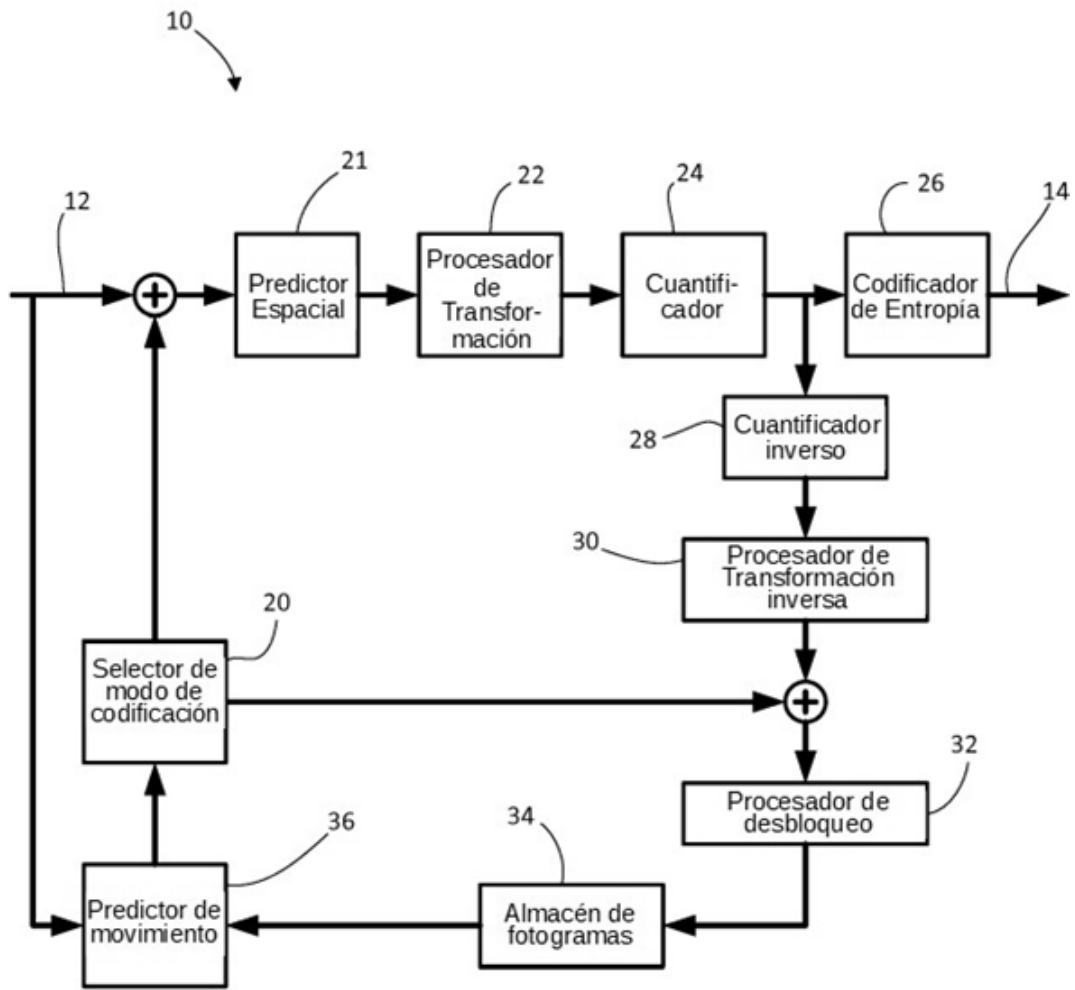 10
21
22
24
26
14
12
Predictor
Espacial
Procesador
de
Transfor-
mación
Cuantifi-
cador
Codificador
de Entropía
28
Cuantificador
inverso
30
Procesador de
Transformación
inversa
20
Selector de
modo de
codificación
32
Procesador de
desbloqueo
34
36
Almacén de
fotogramas
Predictor de
movimiento